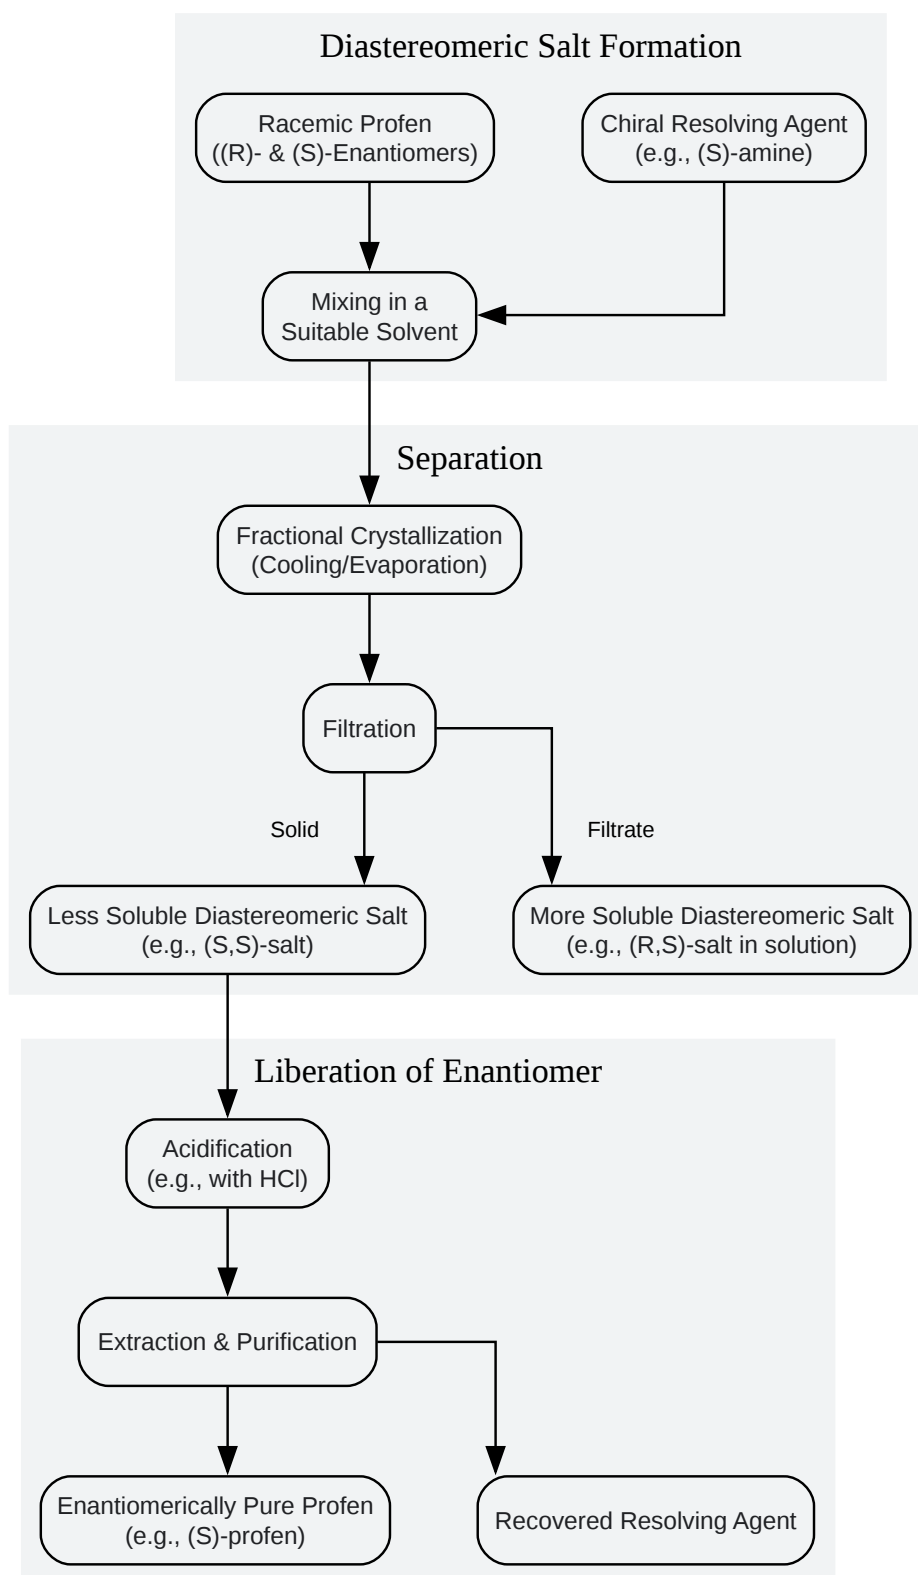 Diastereomeric Salt Formation
Racemic Profen
((R)- & (S)-Enantiomers)
Chiral Resolving Agent
(e.g., (S)-amine)
Mixing in a
Suitable Solvent
Separation
Fractional Crystallization
(Cooling/Evaporation)
Filtration
Solid
Filtrate
Less Soluble Diastereomeric Salt
(e.g., (S,S)-salt)
More Soluble Diastereomeric Salt
(e.g., (R,S)-salt in solution)
Liberation of Enantiomer
Acidification
(e.g., with HCl)
Extraction & Purification
Enantiomerically Pure Profen
(e.g., (S)-profen)
Recovered Resolving Agent